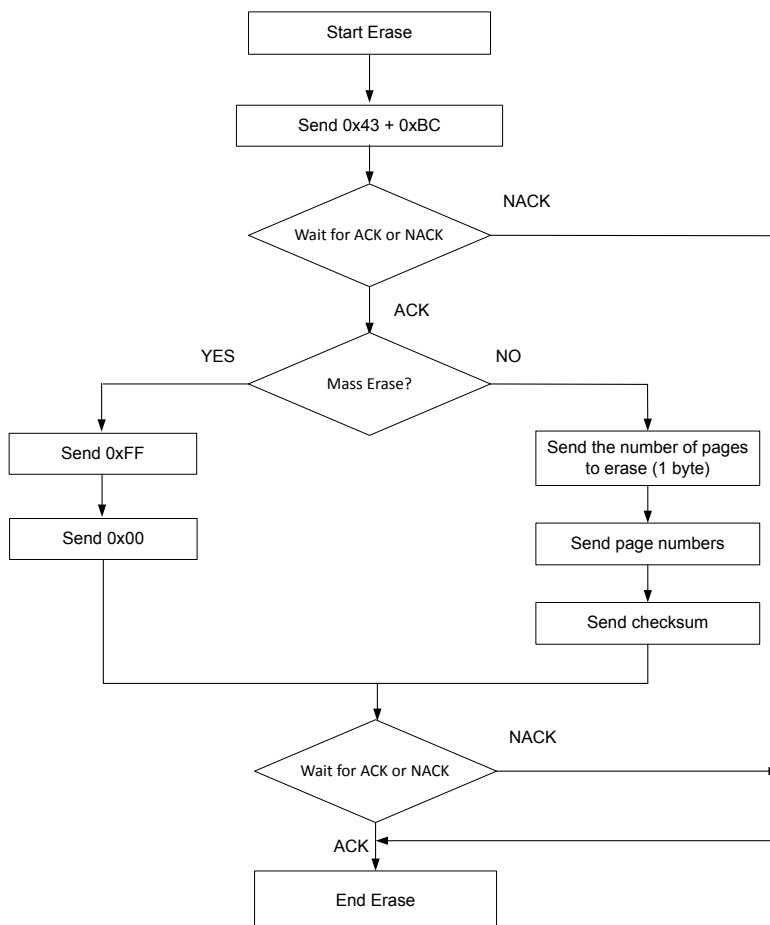 Start Erase
Send 0x43 + 0xBC
NACK
Wait for ACK or NACK
ACK
YES
NO
Mass Erase?
Send 0xFF
Send the number of pages
to erase (1 byte)
Send 0x00
Send page numbers
Send checksum
NACK
Wait for ACK or NACK
ACK
End Erase